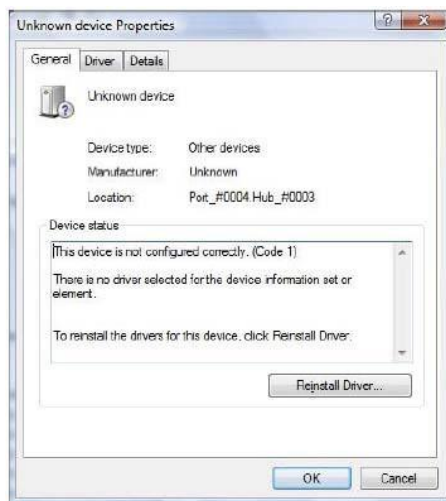 Unknown device Properties
General Driver Details
Unknown device
Device type: Other devices
Manufacturer: Unknown
Location: Port_#0004.Hub_#0003
Device status
This device is not configured correctly. (Code 1)
There is no driver selected for the device information set or
element.
To reinstall the drivers for this device, click Reinstall Driver.
Reinstall Driver...
OK Cancel